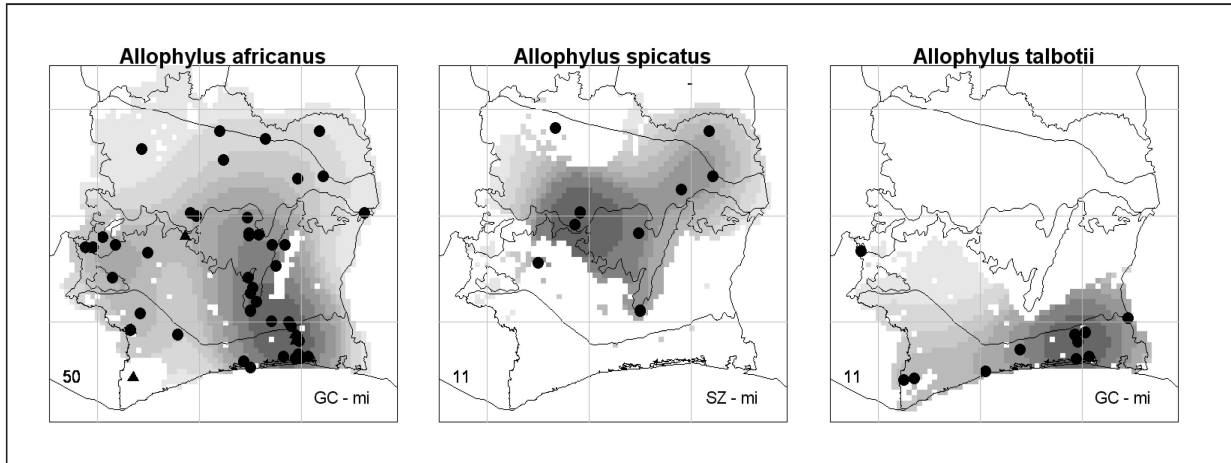 Allophylus africanus
50
GC - mi
Allophylus spicatus
11
SZ - mi
Allophylus talbotii
11
GC - mi